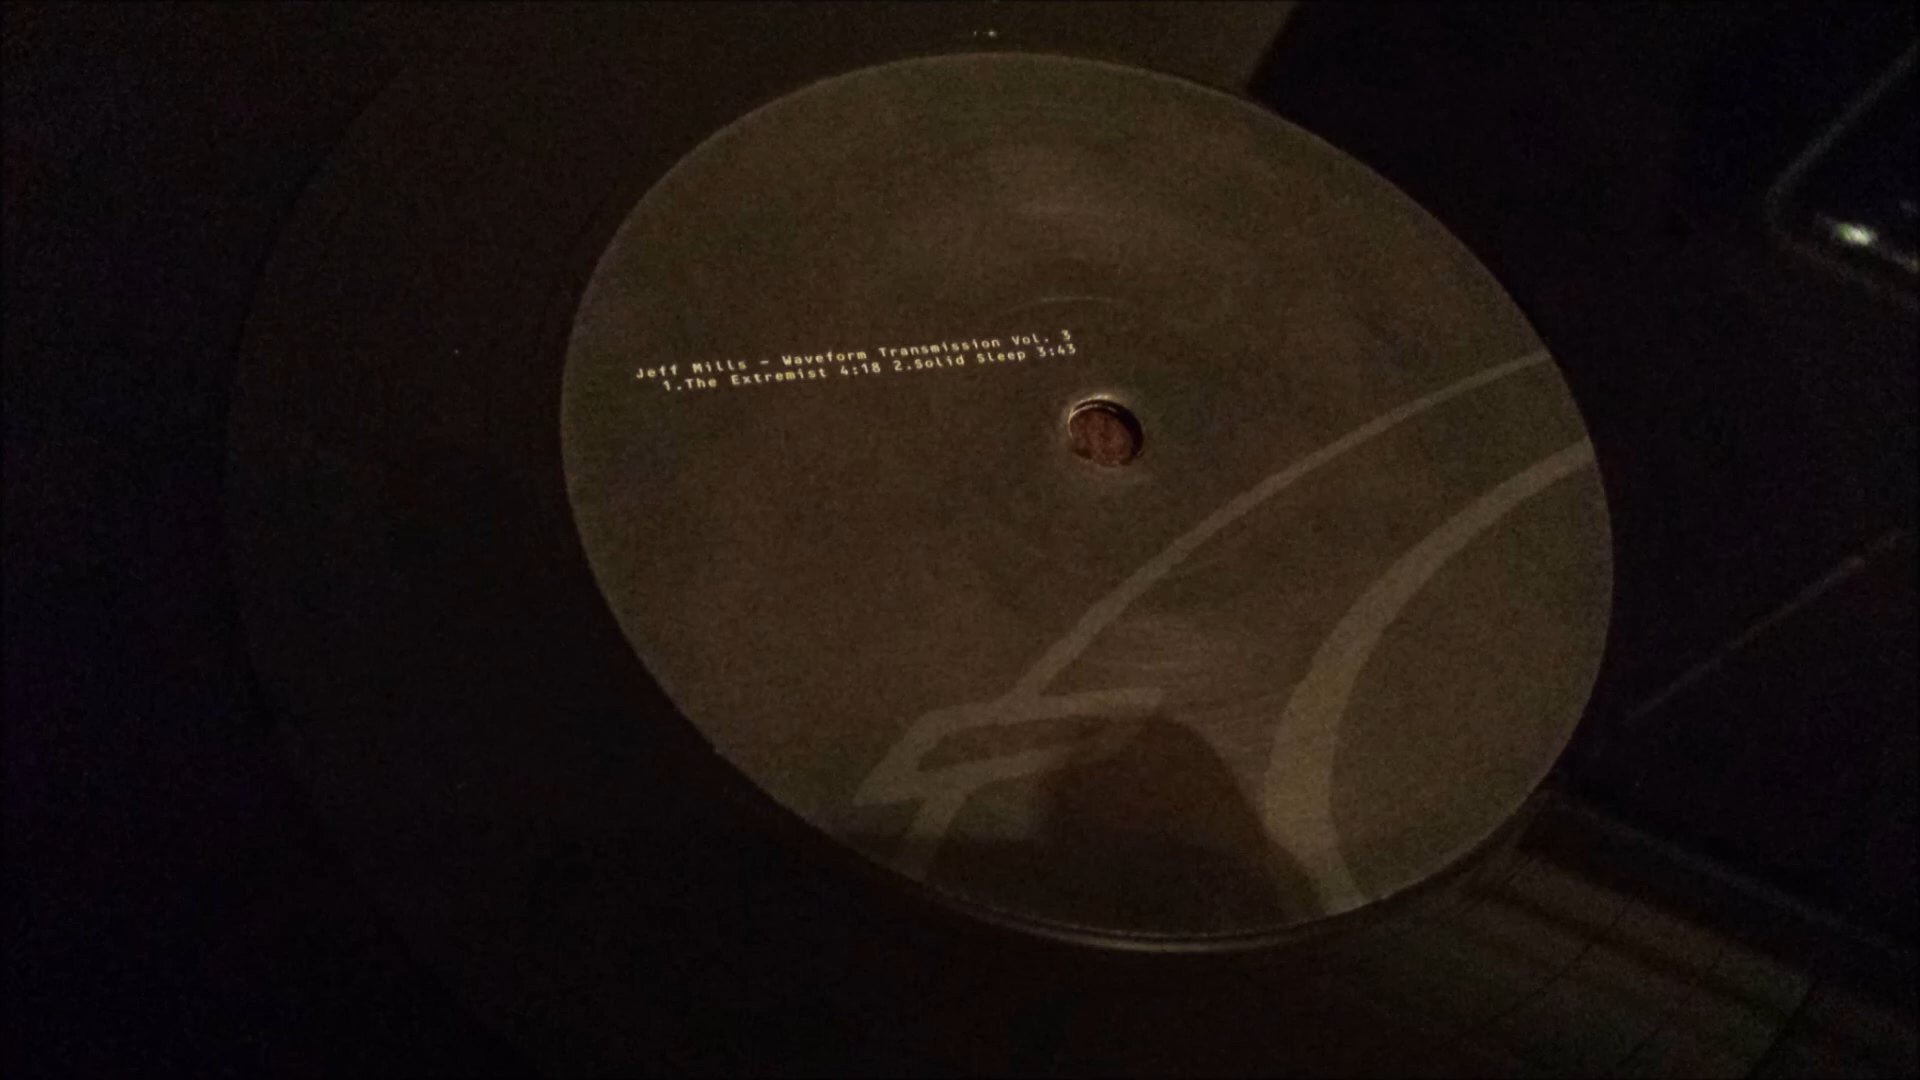 Jeff Mills - Waveform Transmission Vol. 3
1.The Extremist 4:18 2.Solid Sleep 3:43